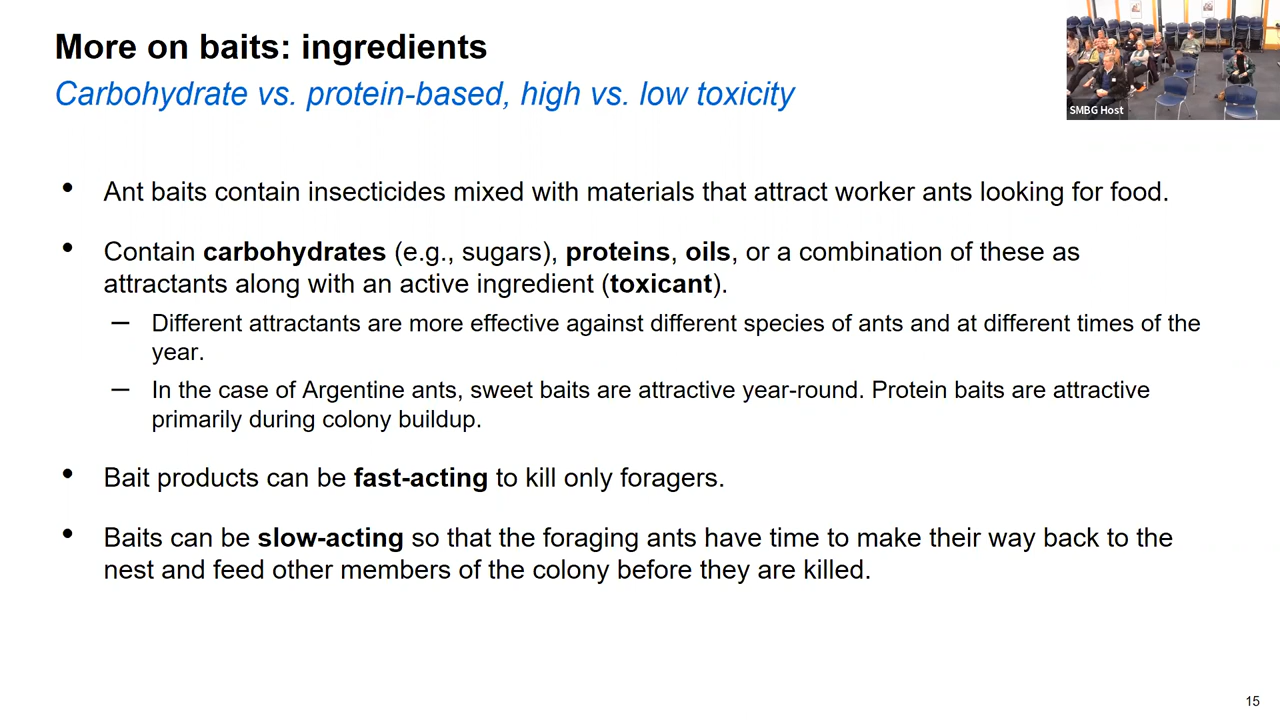 More on baits: ingredients
Carbohydrate vs. protein-based, high vs. low toxicity
SMBG Host
• Ant baits contain insecticides mixed with materials that attract worker ants looking for food.
• Contain carbohydrates (e.g., sugars), proteins, oils, or a combination of these as
attractants along with an active ingredient (toxicant).
– Different attractants are more effective against different species of ants and at different times of the
year.
– In the case of Argentine ants, sweet baits are attractive year-round. Protein baits are attractive
primarily during colony buildup.
• Bait products can be fast-acting to kill only foragers.
• Baits can be slow-acting so that the foraging ants have time to make their way back to the
nest and feed other members of the colony before they are killed.
15